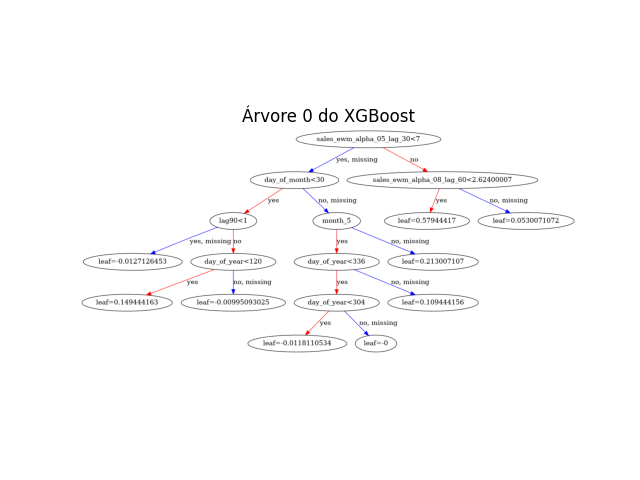 Árvore 0 do XGBoost
sales_ewm_alpha_05_lag_30<7
yes, missing
no
day_of_month<30
sales_ewm_alpha_08_lag_60<2.62400007
yes
no, missing
yes
no, missing
lag90<1
month_5
leaf=0.57944417
leaf=0.0530071072
yes, missing
no
yes
no, missing
leaf=-0.0127126453
day_of_year<120
day_of_year<336
leaf=0.213007107
yes
no, missing
yes
no, missing
leaf=0.149444163
leaf=-0.00995093025
day_of_year<304
leaf=0.109444156
yes
no, missing
leaf=-0.0118110534
leaf=-0